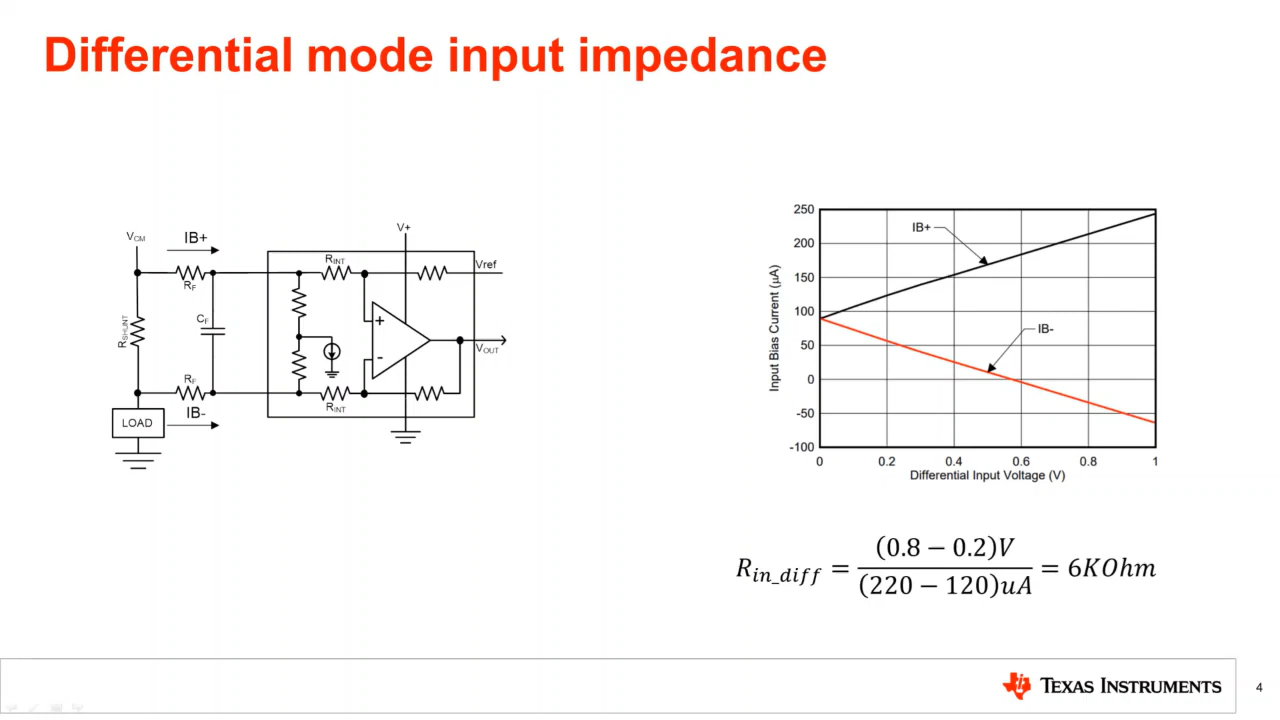 Differential mode input impedance
V+
VCM
IB+
RF
RINT
Vref
RSHUNT
CF
+
-
VOUT
RF
IB-
RINT
LOAD
250
200
150
100
50
0
-50
-100
IB+
IB-
Input Bias Current (µA)
0 0.2 0.4 0.6 0.8 1
Differential Input Voltage (V)
R_{in_diff} = (0.8 − 0.2)V / (220 − 120)uA = 6KOhm
TEXAS INSTRUMENTS
4